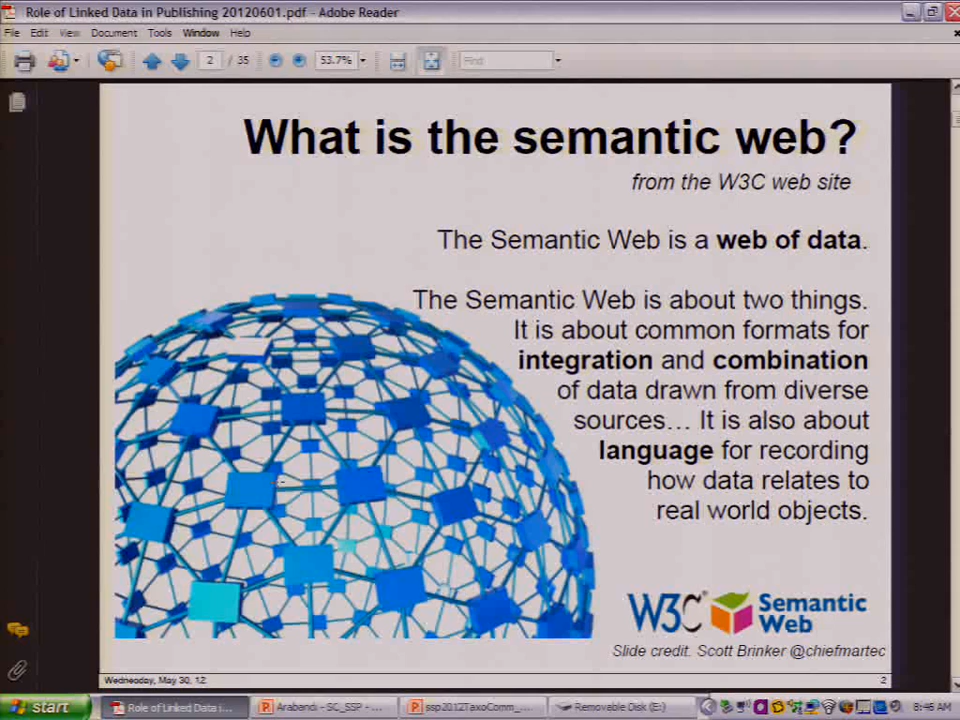 Role of Linked Data in Publishing 20120601.pdf - Adobe Reader
File Edit View Document Tools Window Help
2 / 35 53.7% Find
What is the semantic web?
from the W3C web site
The Semantic Web is a web of data.
The Semantic Web is about two things.
It is about common formats for
integration and combination
of data drawn from diverse
sources... It is also about
language for recording
how data relates to
real world objects.
W3C Semantic
Web
Slide credit. Scott Brinker @chiefmartec
Wednesday, May 30, 12 2
start Role of Linked Data i... Arabandi - SC_SSP - ... ssp2012TaxoComm_... Removable Disk (E:) 8:46 AM